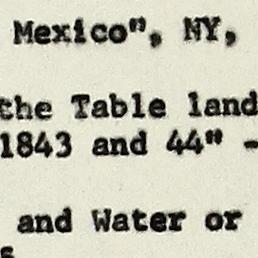 Mexico", NY,
the Table land
1843 and 44" -
and Water or
s